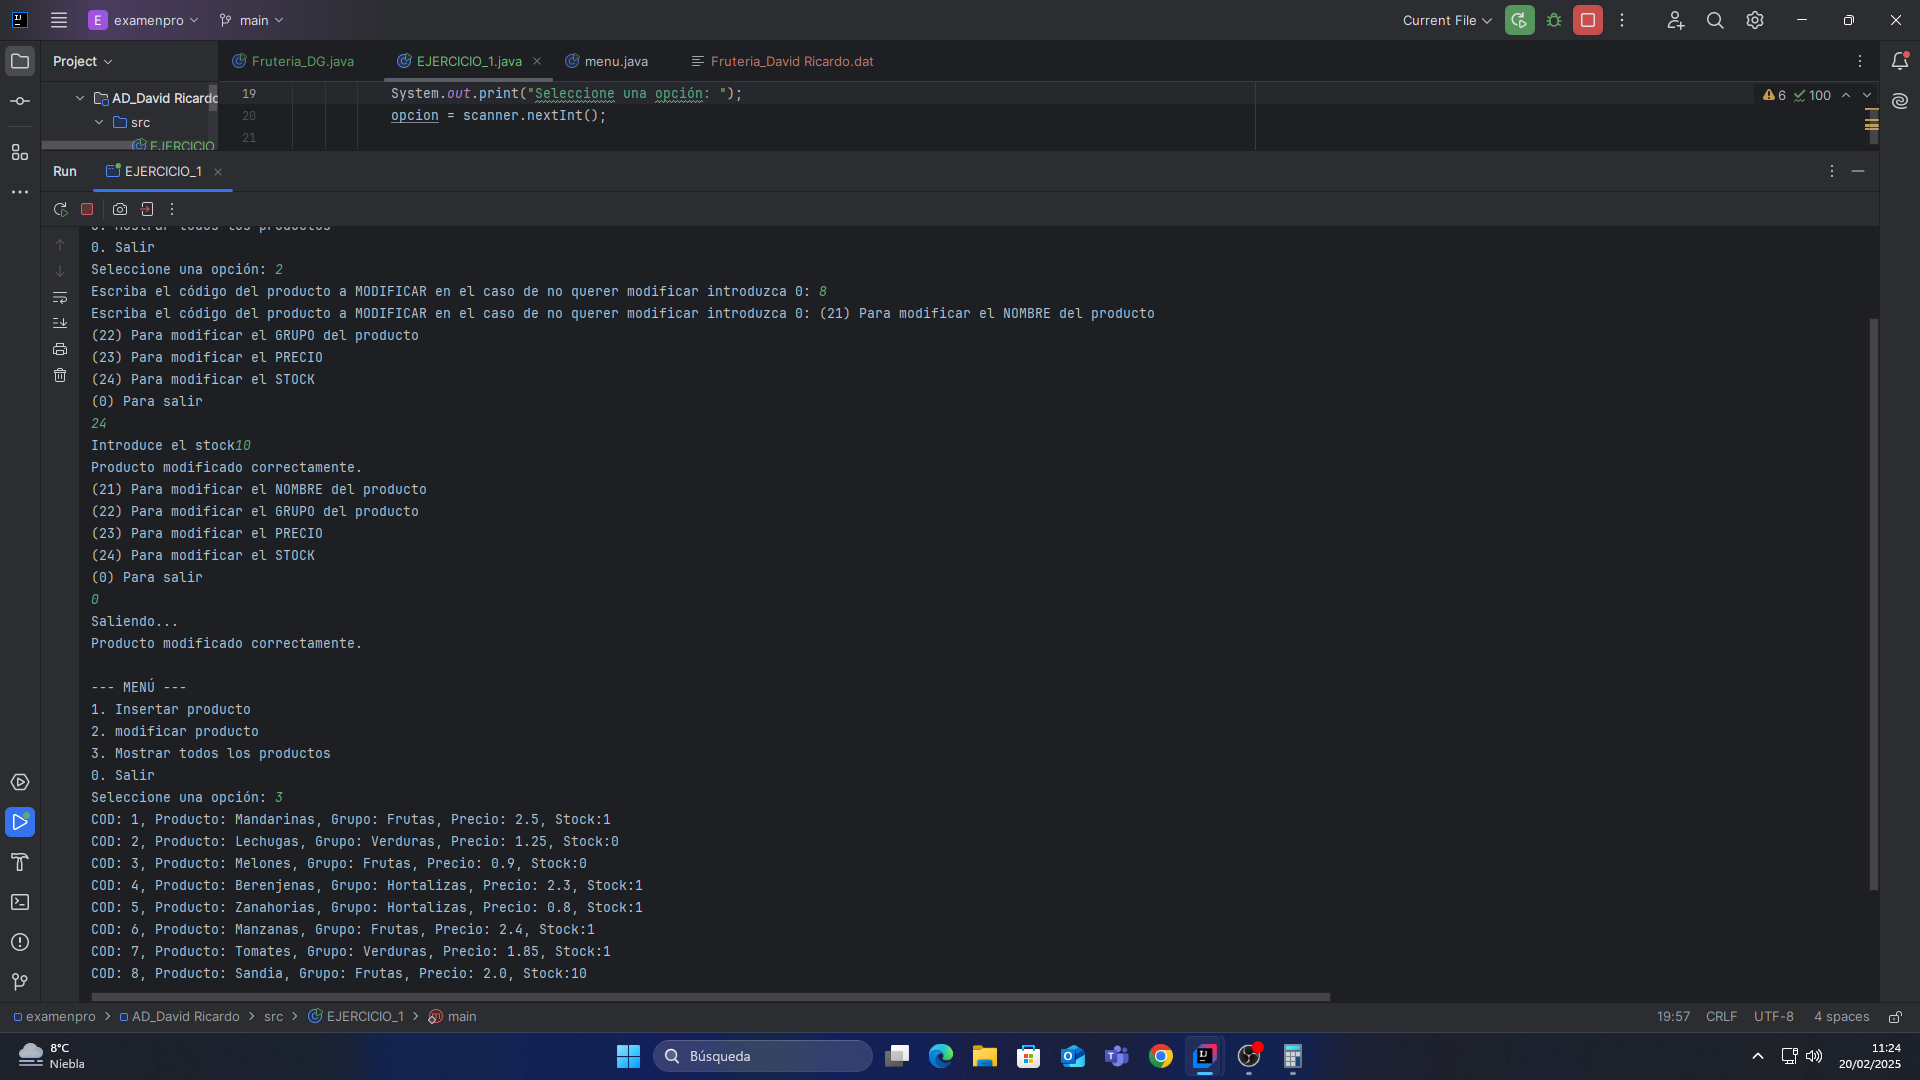 E examenpro
main
Current File
Project
Fruteria_DG.java
EJERCICIO_1.java
menu.java
Fruteria_David Ricardo.dat
AD_David Ricardo
src
EJERCICIO
19 System.out.print("Seleccione una opción: ");
20 opcion = scanner.nextInt();
21
6 100
Run
EJERCICIO_1
3. Mostrar todos los productos
0. Salir
Seleccione una opción: 2
Escriba el código del producto a MODIFICAR en el caso de no querer modificar introduzca 0: 8
Escriba el código del producto a MODIFICAR en el caso de no querer modificar introduzca 0: (21) Para modificar el NOMBRE del producto
(22) Para modificar el GRUPO del producto
(23) Para modificar el PRECIO
(24) Para modificar el STOCK
(0) Para salir
24
Introduce el stock10
Producto modificado correctamente.
(21) Para modificar el NOMBRE del producto
(22) Para modificar el GRUPO del producto
(23) Para modificar el PRECIO
(24) Para modificar el STOCK
(0) Para salir
0
Saliendo...
Producto modificado correctamente.
--- MENÚ ---
1. Insertar producto
2. modificar producto
3. Mostrar todos los productos
0. Salir
Seleccione una opción: 3
COD: 1, Producto: Mandarinas, Grupo: Frutas, Precio: 2.5, Stock:1
COD: 2, Producto: Lechugas, Grupo: Verduras, Precio: 1.25, Stock:0
COD: 3, Producto: Melones, Grupo: Frutas, Precio: 0.9, Stock:0
COD: 4, Producto: Berenjenas, Grupo: Hortalizas, Precio: 2.3, Stock:1
COD: 5, Producto: Zanahorias, Grupo: Hortalizas, Precio: 0.8, Stock:1
COD: 6, Producto: Manzanas, Grupo: Frutas, Precio: 2.4, Stock:1
COD: 7, Producto: Tomates, Grupo: Verduras, Precio: 1.85, Stock:1
COD: 8, Producto: Sandia, Grupo: Frutas, Precio: 2.0, Stock:10
examenpro > AD_David Ricardo > src > EJERCICIO_1 > main
19:57 CRLF UTF-8 4 spaces
8°C
Niebla
Búsqueda
11:24
20/02/2025